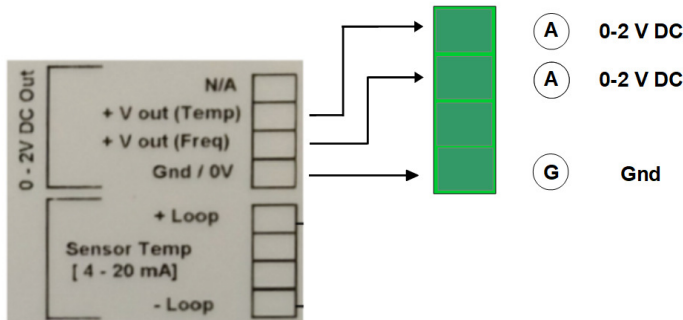 0 - 2V DC Out
N/A
+ V out (Temp)
+ V out (Freq)
Gnd / 0V
+ Loop
Sensor Temp
[ 4 - 20 mA]
- Loop
A 0-2 V DC
A 0-2 V DC
G Gnd